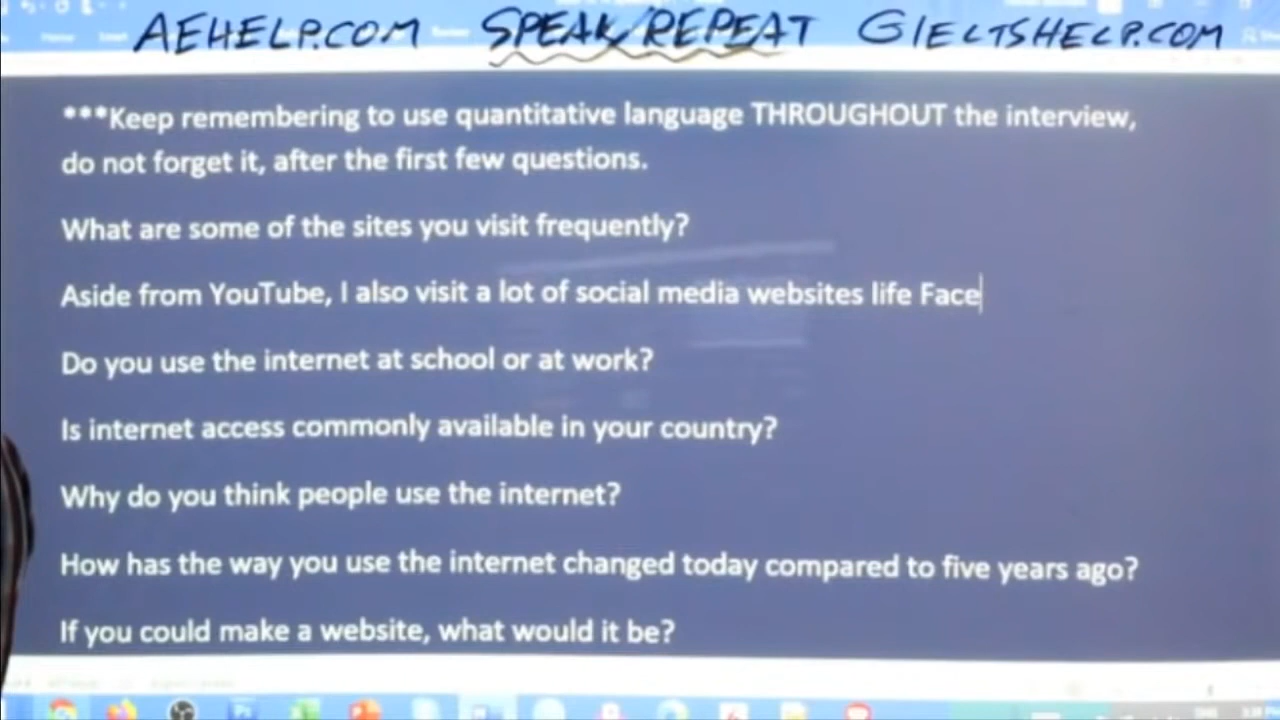 AEHELP.COM SPEAK/REPEAT GIELTSHELP.COM
***Keep remembering to use quantitative language THROUGHOUT the interview,
do not forget it, after the first few questions.
What are some of the sites you visit frequently?
Aside from YouTube, I also visit a lot of social media websites life Face
Do you use the internet at school or at work?
Is internet access commonly available in your country?
Why do you think people use the internet?
How has the way you use the internet changed today compared to five years ago?
If you could make a website, what would it be?